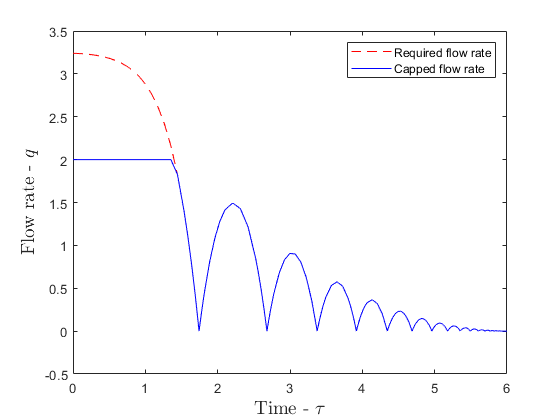 3.5
3
2.5
2
1.5
1
0.5
0
-0.5
Flow rate - q
Required flow rate
Capped flow rate
0 1 2 3 4 5 6
Time - τ